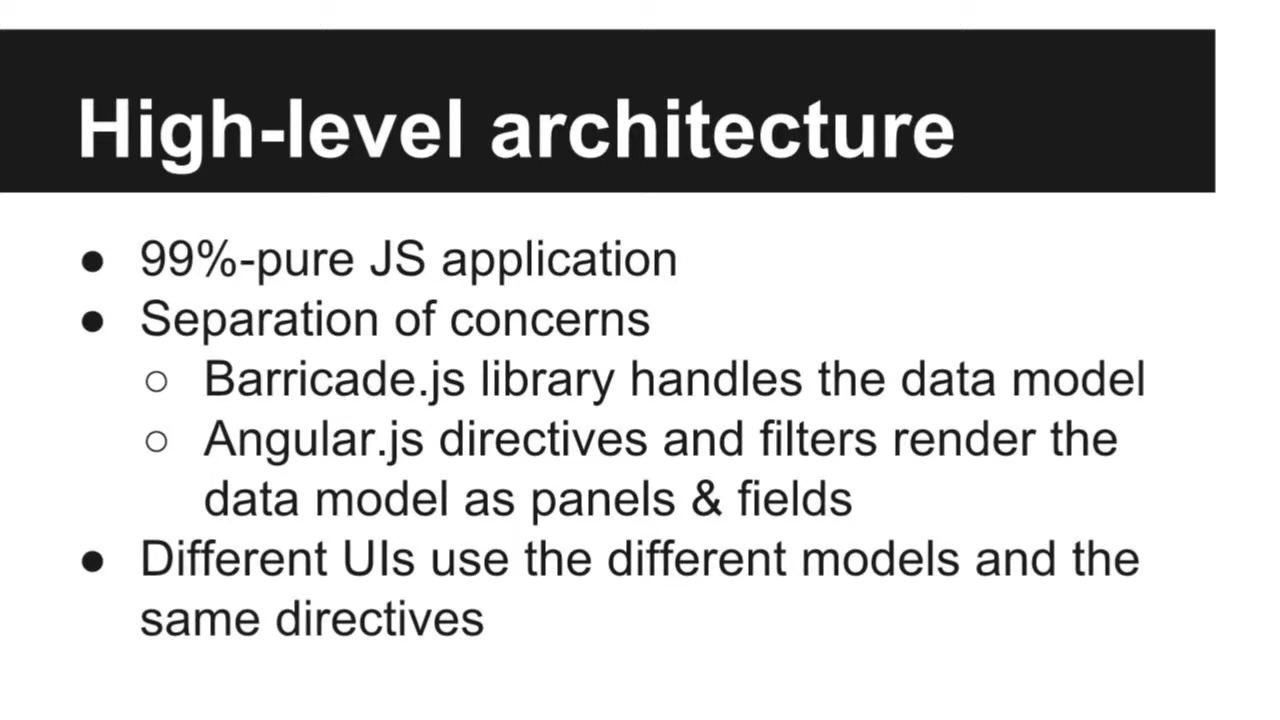 High-level architecture
● 99%-pure JS application
● Separation of concerns
○ Barricade.js library handles the data model
○ Angular.js directives and filters render the
data model as panels & fields
● Different UIs use the different models and the
same directives